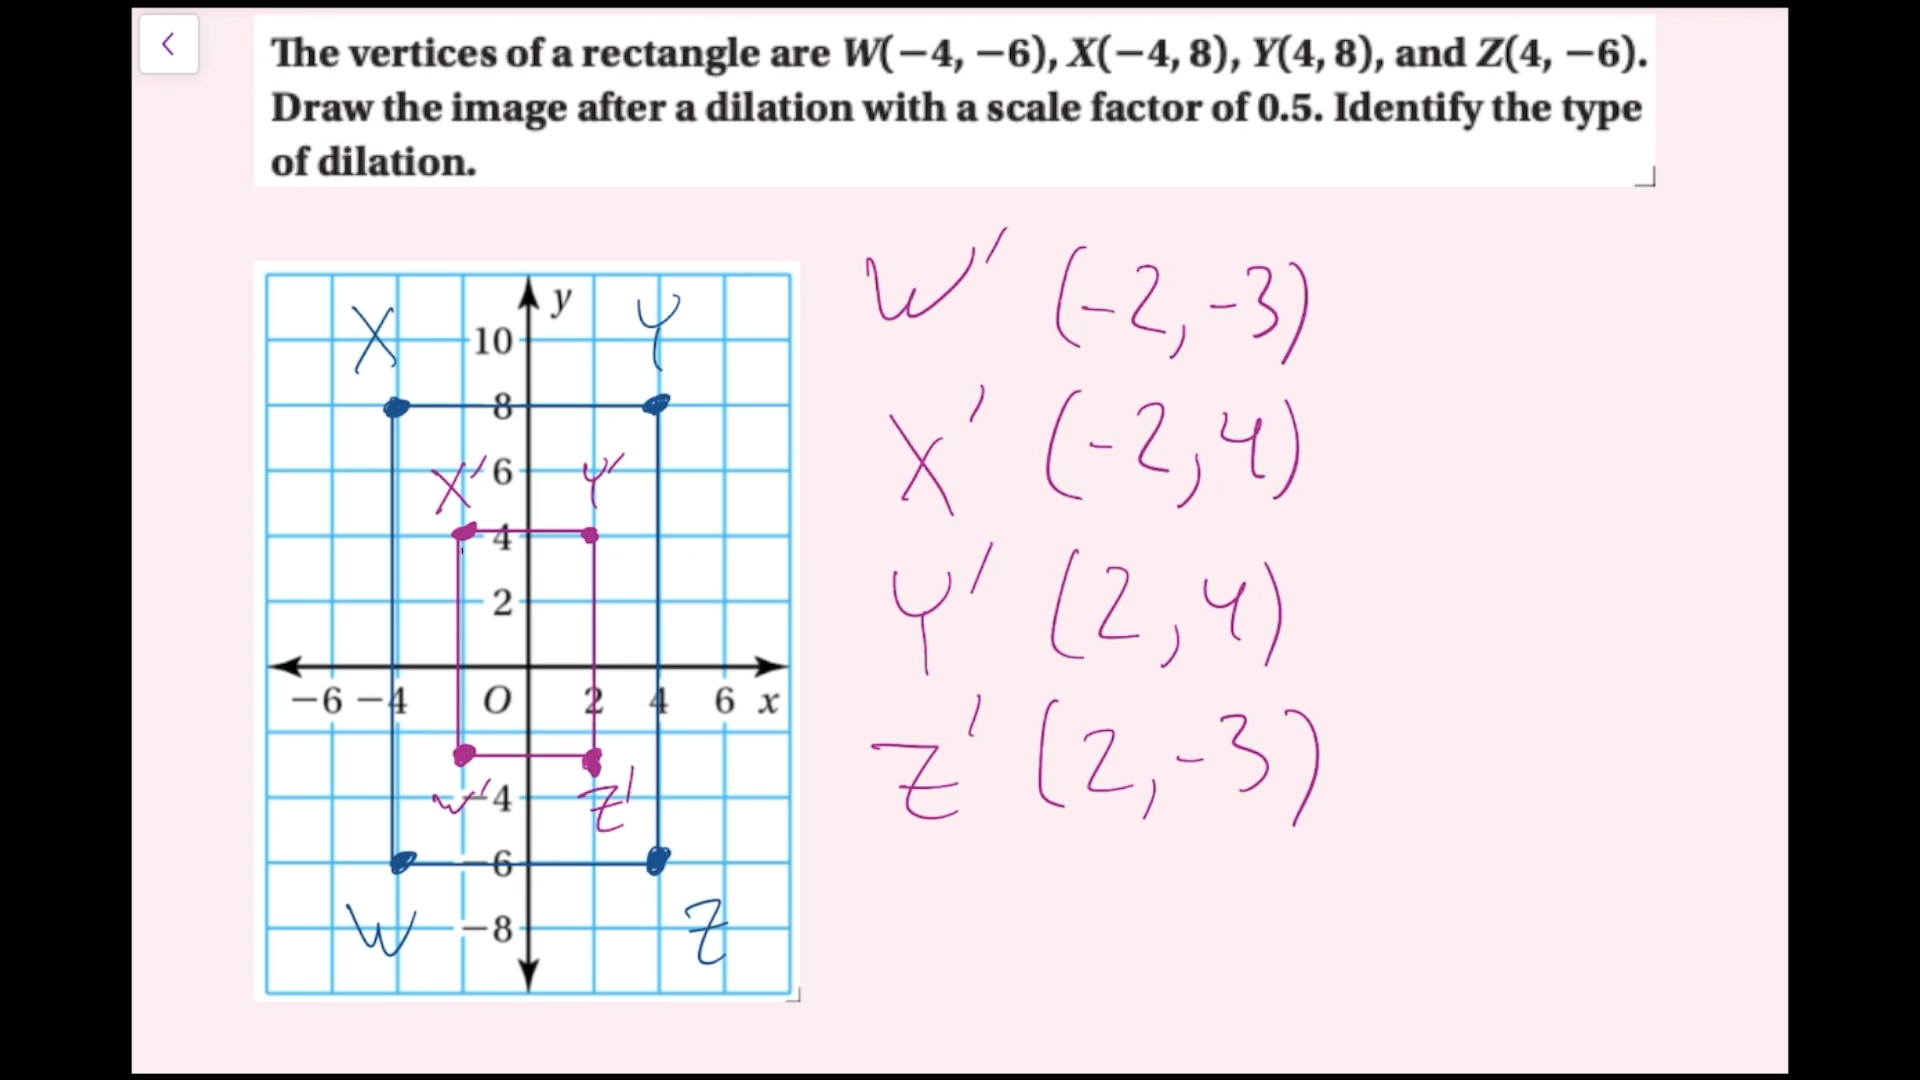 The vertices of a rectangle are W(−4, −6), X(−4, 8), Y(4, 8), and Z(4, −6).
Draw the image after a dilation with a scale factor of 0.5. Identify the type
of dilation.
W' (-2, -3)
X' (-2, 4)
Y' (2, 4)
Z' (2, -3)
y
X Y
10
8
X' 6 Y'
4
2
−6 −4 O 2 4 6 x
W' −4 Z'
−6
W −8 Z